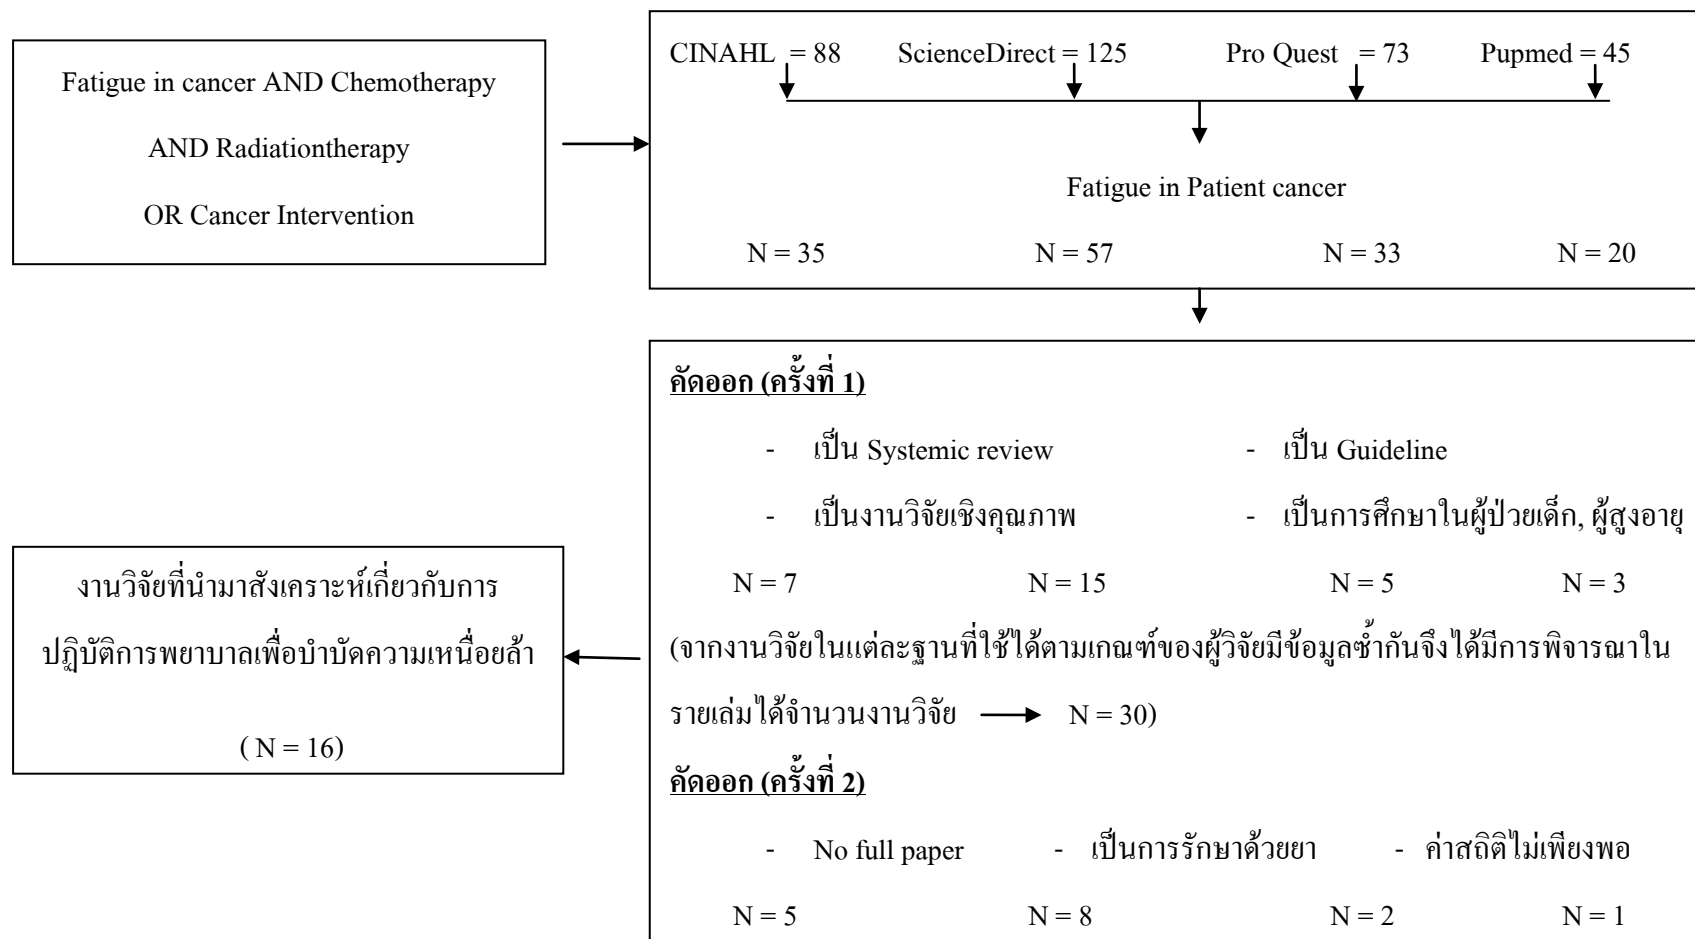 Fatigue in cancer AND Chemotherapy
AND Radiationtherapy
OR Cancer Intervention
CINAHL = 88 ScienceDirect = 125 Pro Quest = 73 Pupmed = 45
Fatigue in Patient cancer
N = 35 N = 57 N = 33 N = 20
คัดออก (ครั้งที่ 1)
- เป็น Systemic review - เป็น Guideline
- เป็นงานวิจัยเชิงคุณภาพ - เป็นการศึกษาในผู้ป่วยเด็ก, ผู้สูงอายุ
N = 7 N = 15 N = 5 N = 3
(จากงานวิจัยในแต่ละฐานที่ใช้ได้ตามเกณฑ์ของผู้วิจัยมีข้อมูลซ้ำกันจึงได้มีการพิจารณาใน
รายเล่มได้จำนวนงานวิจัย → N = 30)
คัดออก (ครั้งที่ 2)
- No full paper - เป็นการรักษาด้วยยา - ค่าสถิติไม่เพียงพอ
N = 5 N = 8 N = 2 N = 1
งานวิจัยที่นำมาสังเคราะห์เกี่ยวกับการ
ปฏิบัติการพยาบาลเพื่อบำบัดความเหนื่อยล้า
( N = 16)